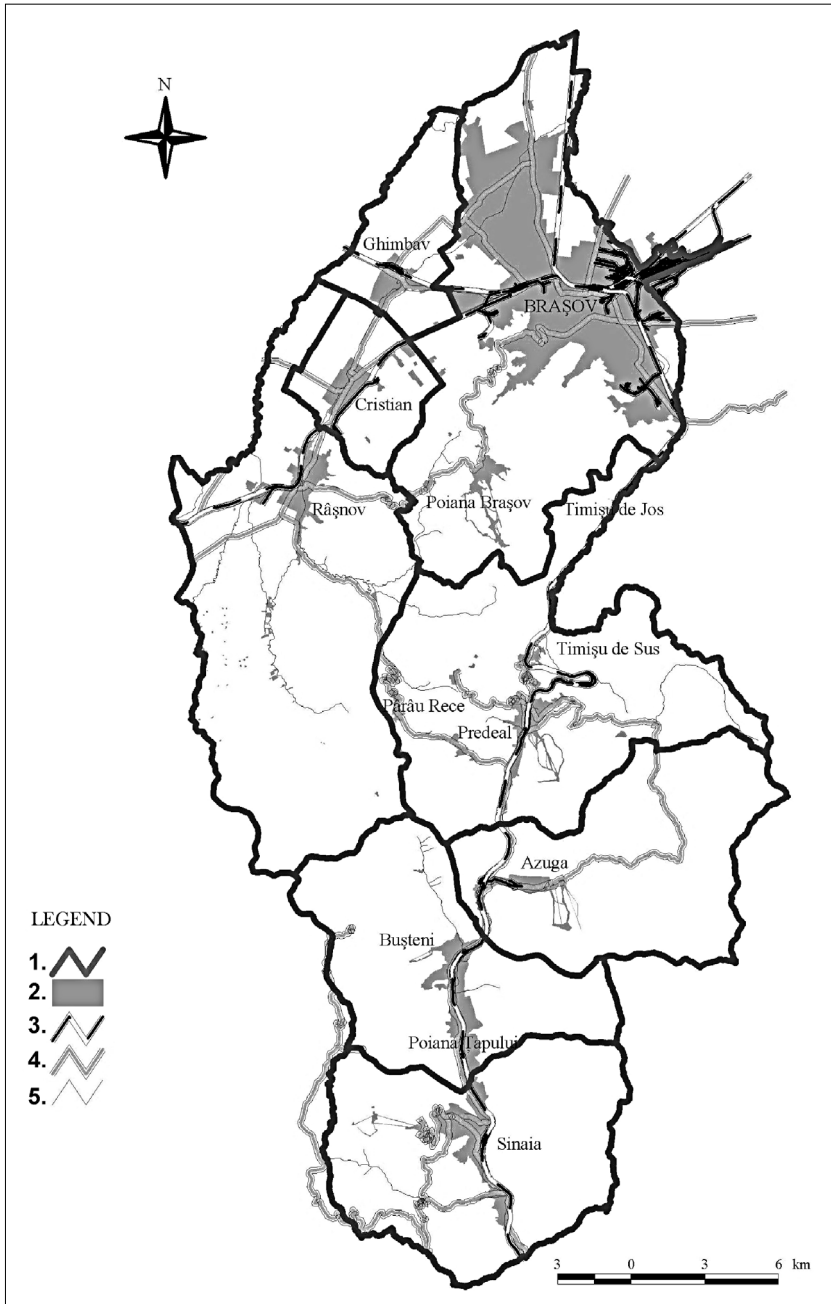 N
Ghimbav
BRAŞOV
Cristian
Râşnov
Poiana Braşov
Timişu de Jos
Timişu de Sus
Pârâu Rece
Predeal
Azuga
LEGEND
Buşteni
1.
2.
3.
4.
5.
Poiana Tapului
Sinaia
3 0 3 6 km